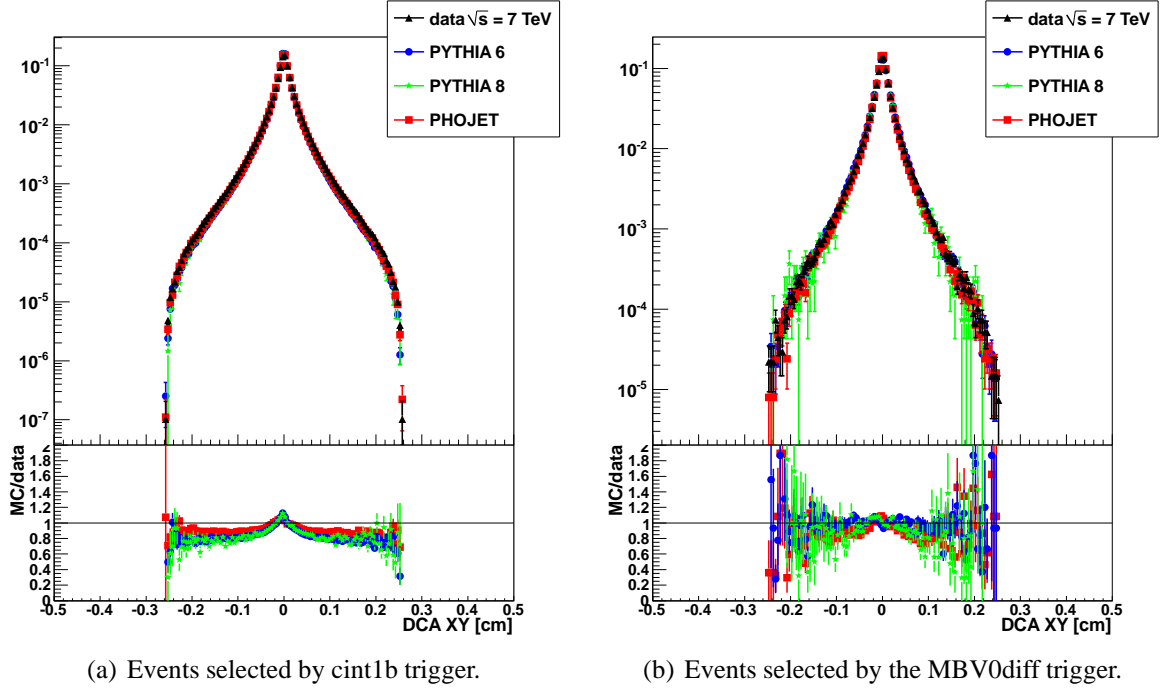 data √s = 7 TeV
PYTHIA 6
PYTHIA 8
PHOJET
10⁻¹
10⁻²
10⁻³
10⁻⁴
10⁻⁵
10⁻⁶
10⁻⁷
MC/data
2
1.8
1.6
1.4
1.2
1
0.8
0.6
0.4
0.2
0
-0.5 -0.4 -0.3 -0.2 -0.1 0 0.1 0.2 0.3 0.4 0.5
DCA XY [cm]
(a) Events selected by cint1b trigger.
data √s = 7 TeV
PYTHIA 6
PYTHIA 8
PHOJET
10⁻¹
10⁻²
10⁻³
10⁻⁴
10⁻⁵
MC/data
2
1.8
1.6
1.4
1.2
1
0.8
0.6
0.4
0.2
0
-0.5 -0.4 -0.3 -0.2 -0.1 0 0.1 0.2 0.3 0.4 0.5
DCA XY [cm]
(b) Events selected by the MBV0diff trigger.